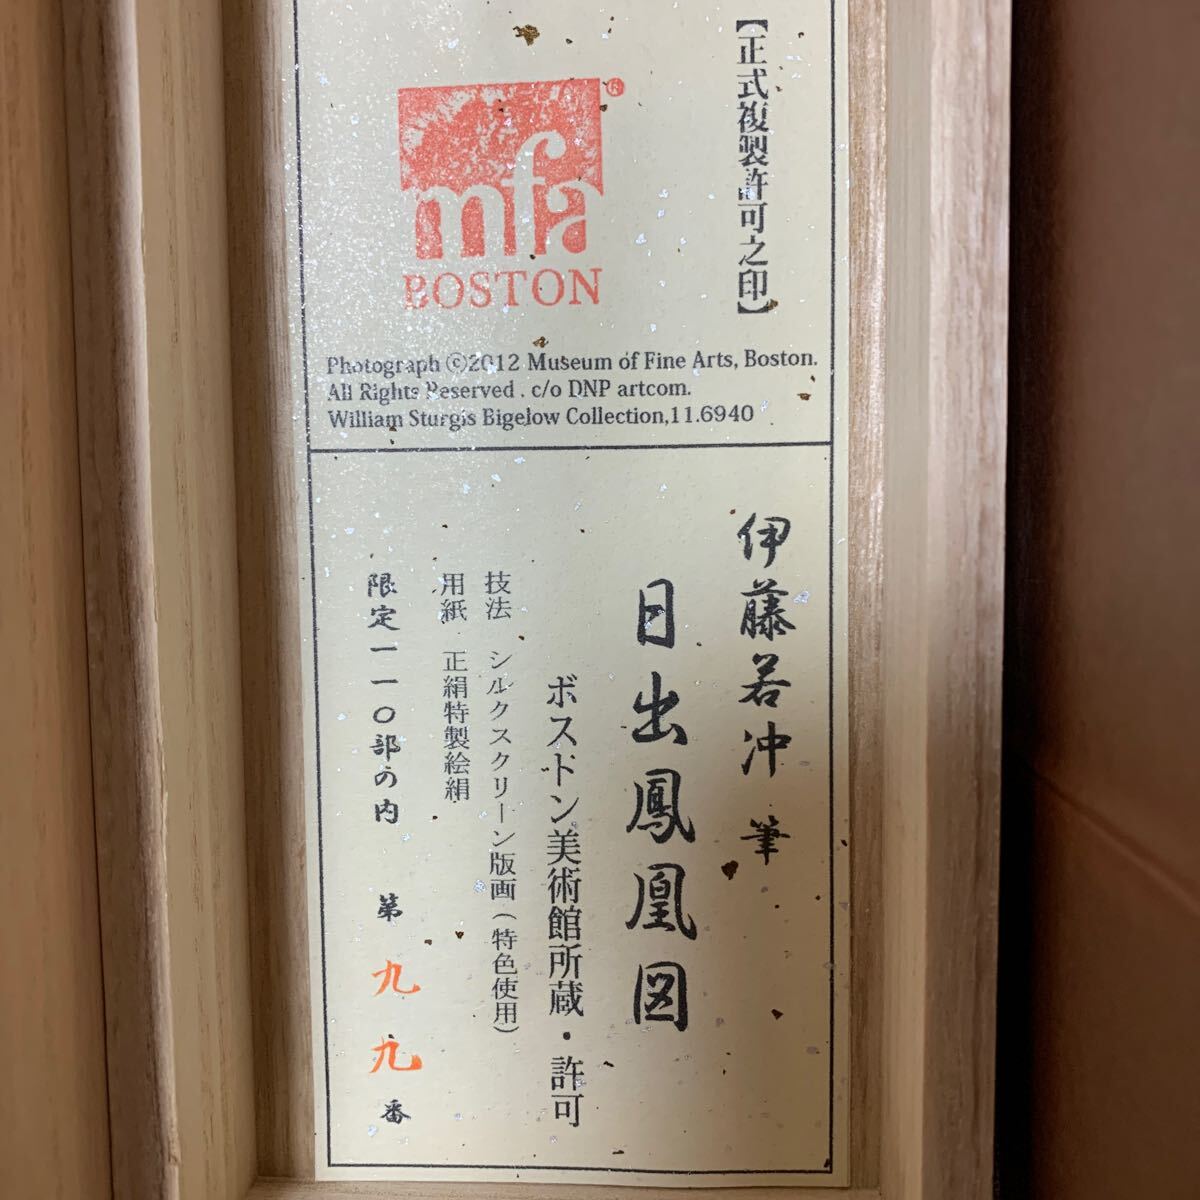 【正式複製許可之印】
mfa®
BOSTON
Photograph ©2012 Museum of Fine Arts, Boston.
All Rights Reserved . c/o DNP artcom.
William Sturgis Bigelow Collection,11.6940
伊藤若冲 筆
日出鳳凰図
ボストン美術館所蔵・許可
技法 シルクスクリーン版画(特色使用)
用紙 正絹特製絵絹
限定一一〇部の内 第九九番